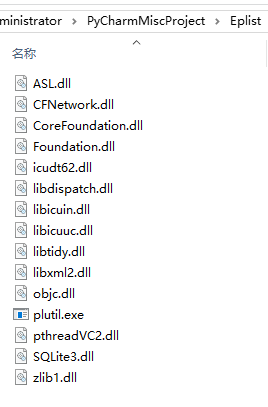 ministrator > PyCharmMiscProject > Eplist
名称
ASL.dll
CFNetwork.dll
CoreFoundation.dll
Foundation.dll
icudt62.dll
libdispatch.dll
libicuin.dll
libicuuc.dll
libtidy.dll
libxml2.dll
objc.dll
plutil.exe
pthreadVC2.dll
SQLite3.dll
zlib1.dll